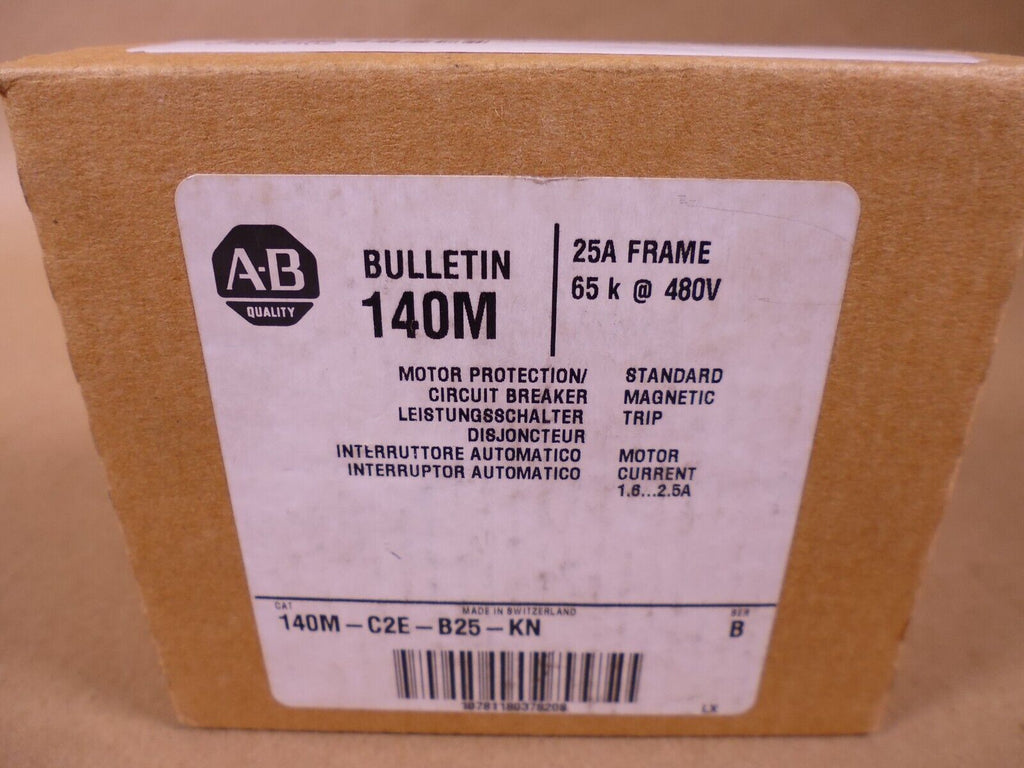 A-B
QUALITY
BULLETIN
140M
25A FRAME
65 k @ 480V
MOTOR PROTECTION/
CIRCUIT BREAKER
LEISTUNGSSCHALTER
DISJONCTEUR
INTERRUTTORE AUTOMATICO
INTERRUPTOR AUTOMATICO
STANDARD
MAGNETIC
TRIP
MOTOR
CURRENT
1.6...2.5A
CAT
MADE IN SWITZERLAND
SER
140M-C2E-B25-KN
B
LX